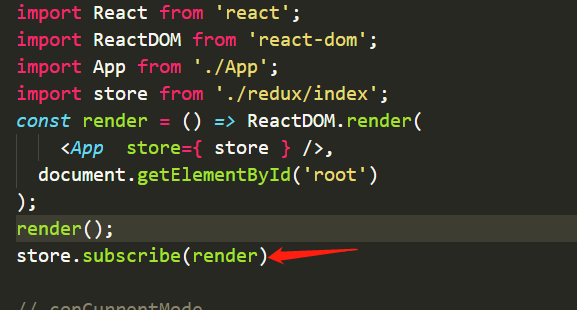 import React from 'react';
import ReactDOM from 'react-dom';
import App from './App';
import store from './redux/index';
const render = () => ReactDOM.render(
<App  store={ store } />,
document.getElementById('root')
);
render();
store.subscribe(render)
// conCurrentMode